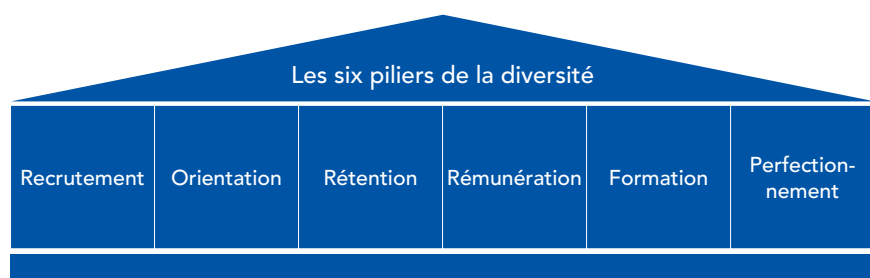 Les six piliers de la diversité
Recrutement
Orientation
Rétention
Rémunération
Formation
Perfection-
nement